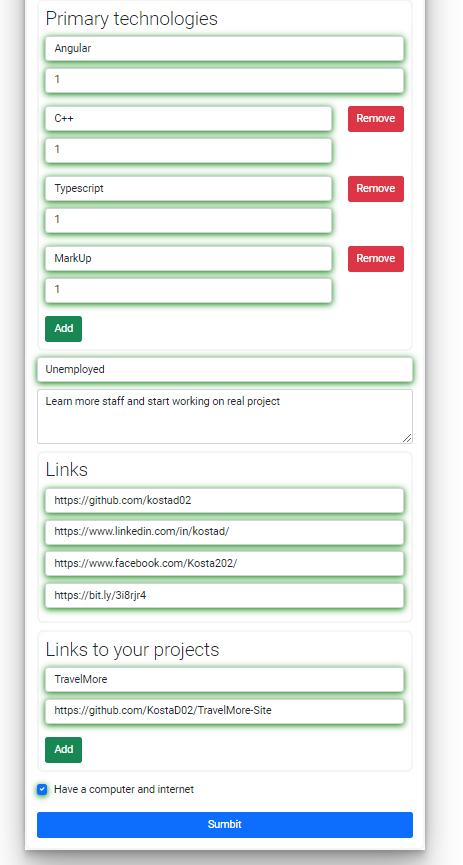 Primary technologies
Angular
1
C++
Remove
1
Typescript
Remove
1
MarkUp
Remove
1
Add
Unemployed
Learn more staff and start working on real project
Links
https://github.com/kostad02
https://www.linkedin.com/in/kostad/
https://www.facebook.com/Kosta202/
https://bit.ly/3i8rjr4
Links to your projects
TravelMore
https://github.com/KostaD02/TravelMore-Site
Add
Have a computer and internet
Sumbit